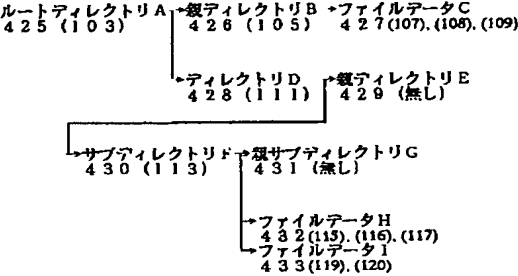 ルートディレクトリA 親ディレクトリB ファイルデータC
425(103) 426(105) 427(107),(108),(109)
ディレクトリD 親ディレクトリE
428(111) 429(無し)
サブディレクトリF 親サブディレクトリG
430(113) 431(無し)
ファイルデータH
432(115),(116),(117)
ファイルデータI
433(119),(120)